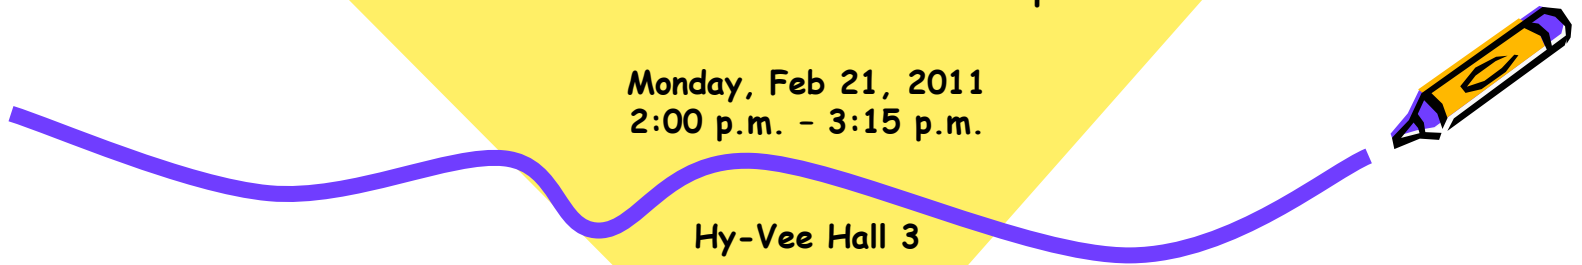 Monday, Feb 21, 2011
2:00 p.m. – 3:15 p.m.
Hy-Vee Hall 3